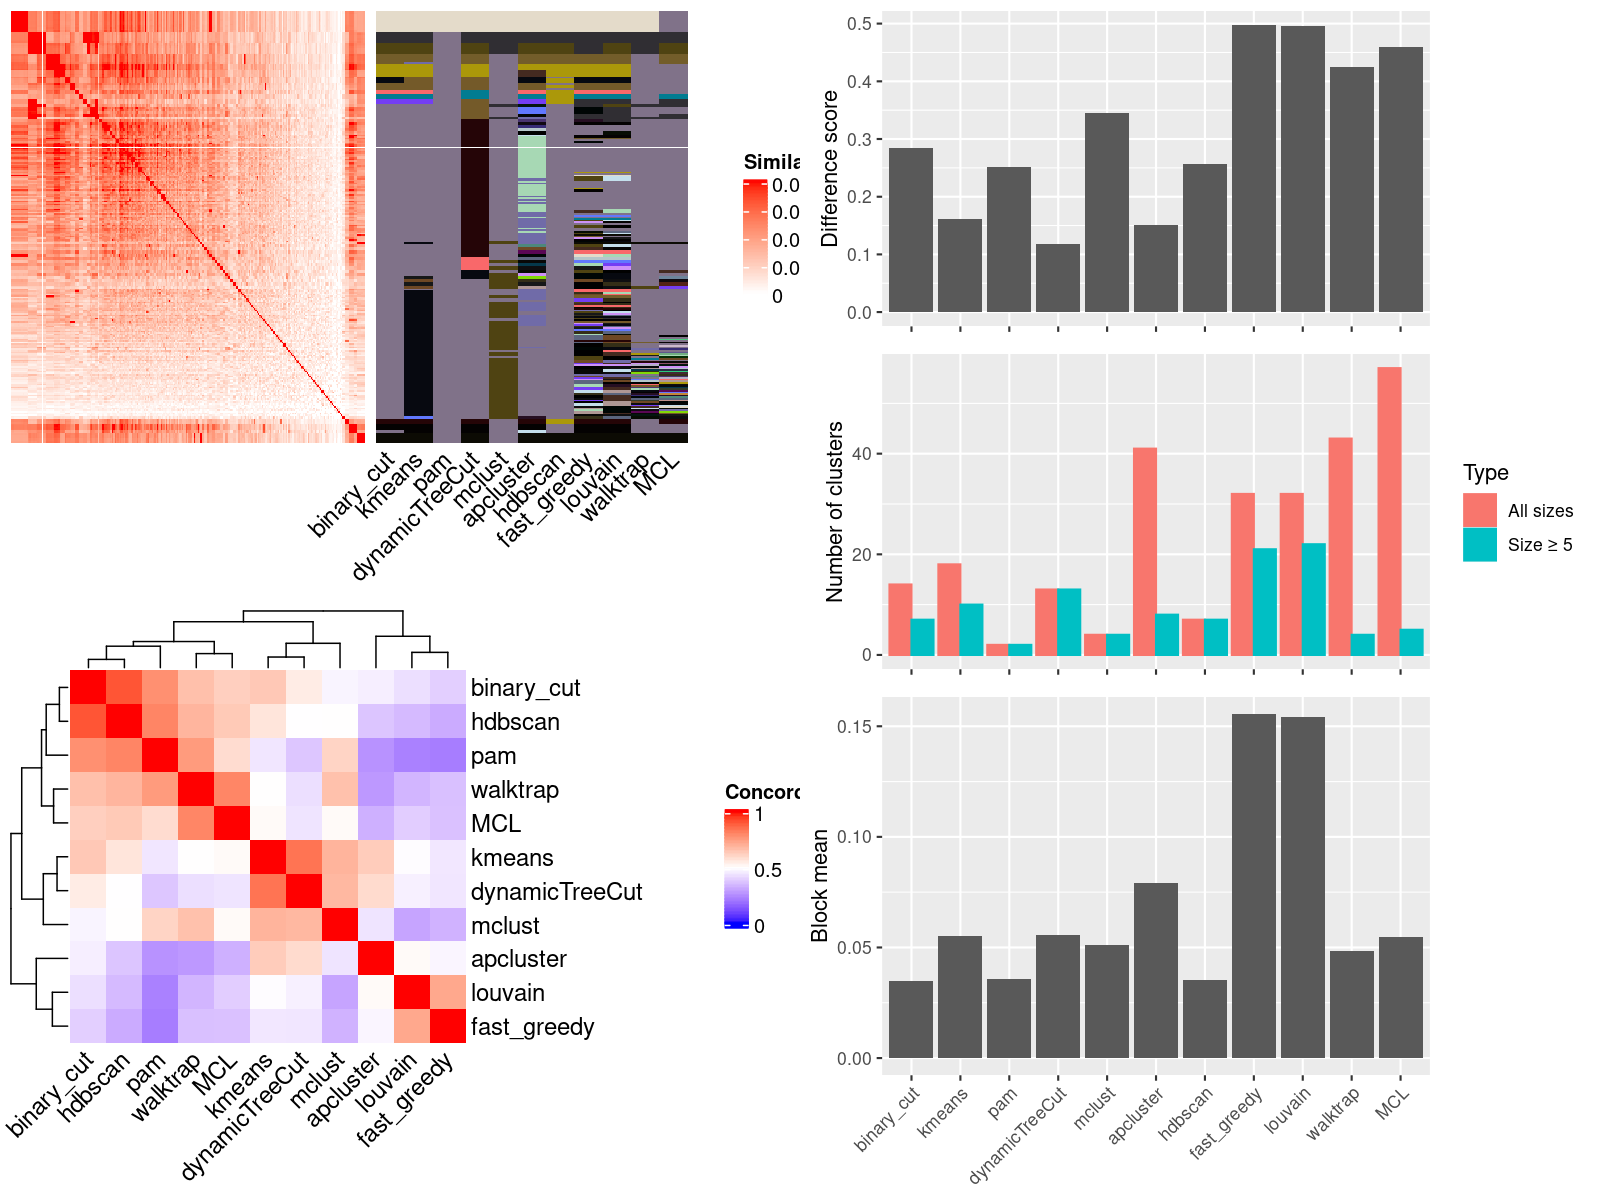 Simila
0.0
0.0
0.0
0.0
0
binary_cut
kmeans
pam
dynamicTreeCut
mclust
apcluster
hdbscan
fast_greedy
louvain
walktrap
MCL
binary_cut
hdbscan
pam
walktrap
MCL
kmeans
dynamicTreeCut
mclust
apcluster
louvain
fast_greedy
binary_cut
hdbscan
pam
walktrap
MCL
kmeans
dynamicTreeCut
mclust
apcluster
louvain
fast_greedy
Concord
1
0.5
0
Difference score
0.5
0.4
0.3
0.2
0.1
0.0
Number of clusters
40
20
0
Type
All sizes
Size ≥ 5
Block mean
0.15
0.10
0.05
0.00
binary_cut
kmeans
pam
dynamicTreeCut
mclust
apcluster
hdbscan
fast_greedy
louvain
walktrap
MCL